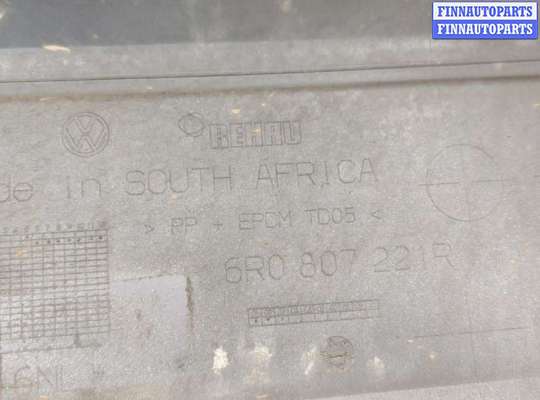 FINNAUTOPARTS
FINNAUTOPARTS
REHAU
de in SOUTH AFRICA
> PP + EPDM TD05 <
6R0 807 221R